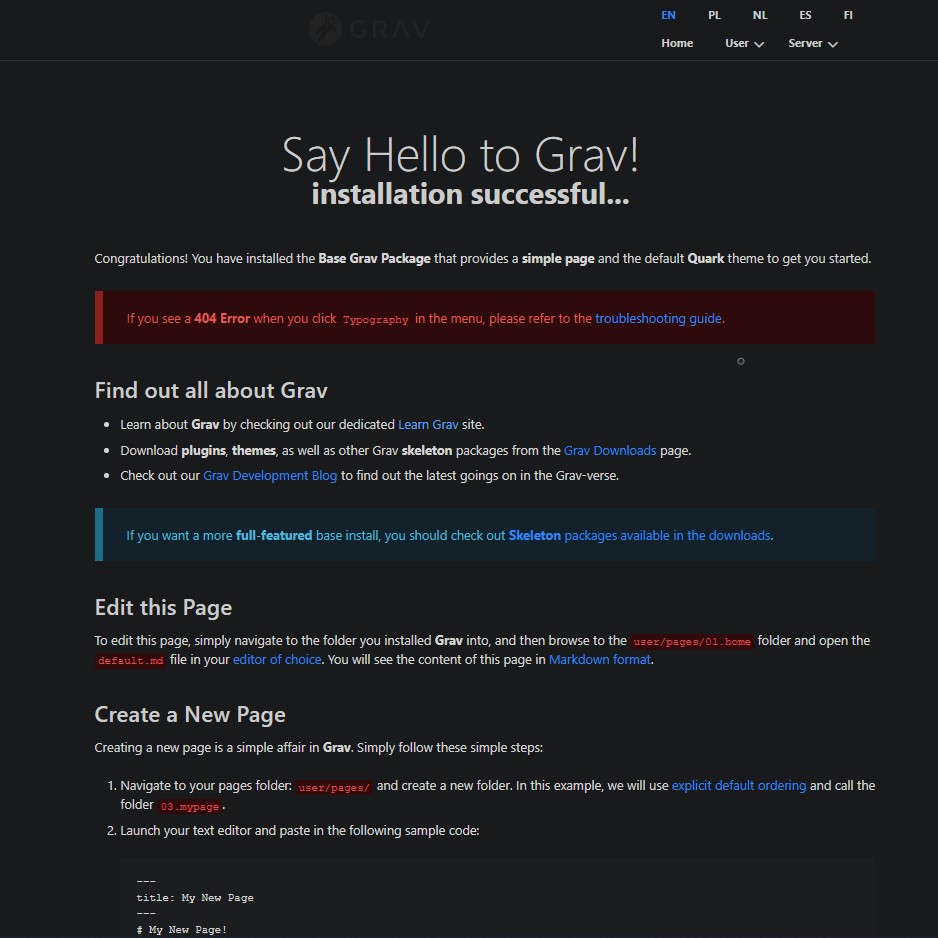 GRAV
EN PL NL ES FI
Home User Server
Say Hello to Grav!
installation successful...
Congratulations! You have installed the Base Grav Package that provides a simple page and the default Quark theme to get you started.
If you see a 404 Error when you click Typography in the menu, please refer to the troubleshooting guide.
Find out all about Grav
• Learn about Grav by checking out our dedicated Learn Grav site.
• Download plugins, themes, as well as other Grav skeleton packages from the Grav Downloads page.
• Check out our Grav Development Blog to find out the latest goings on in the Grav-verse.
If you want a more full-featured base install, you should check out Skeleton packages available in the downloads.
Edit this Page
To edit this page, simply navigate to the folder you installed Grav into, and then browse to the user/pages/01.home folder and open the
default.md file in your editor of choice. You will see the content of this page in Markdown format.
Create a New Page
Creating a new page is a simple affair in Grav. Simply follow these simple steps:
1. Navigate to your pages folder: user/pages/ and create a new folder. In this example, we will use explicit default ordering and call the
folder 03.mypage.
2. Launch your text editor and paste in the following sample code:
---
title: My New Page
---
# My New Page!